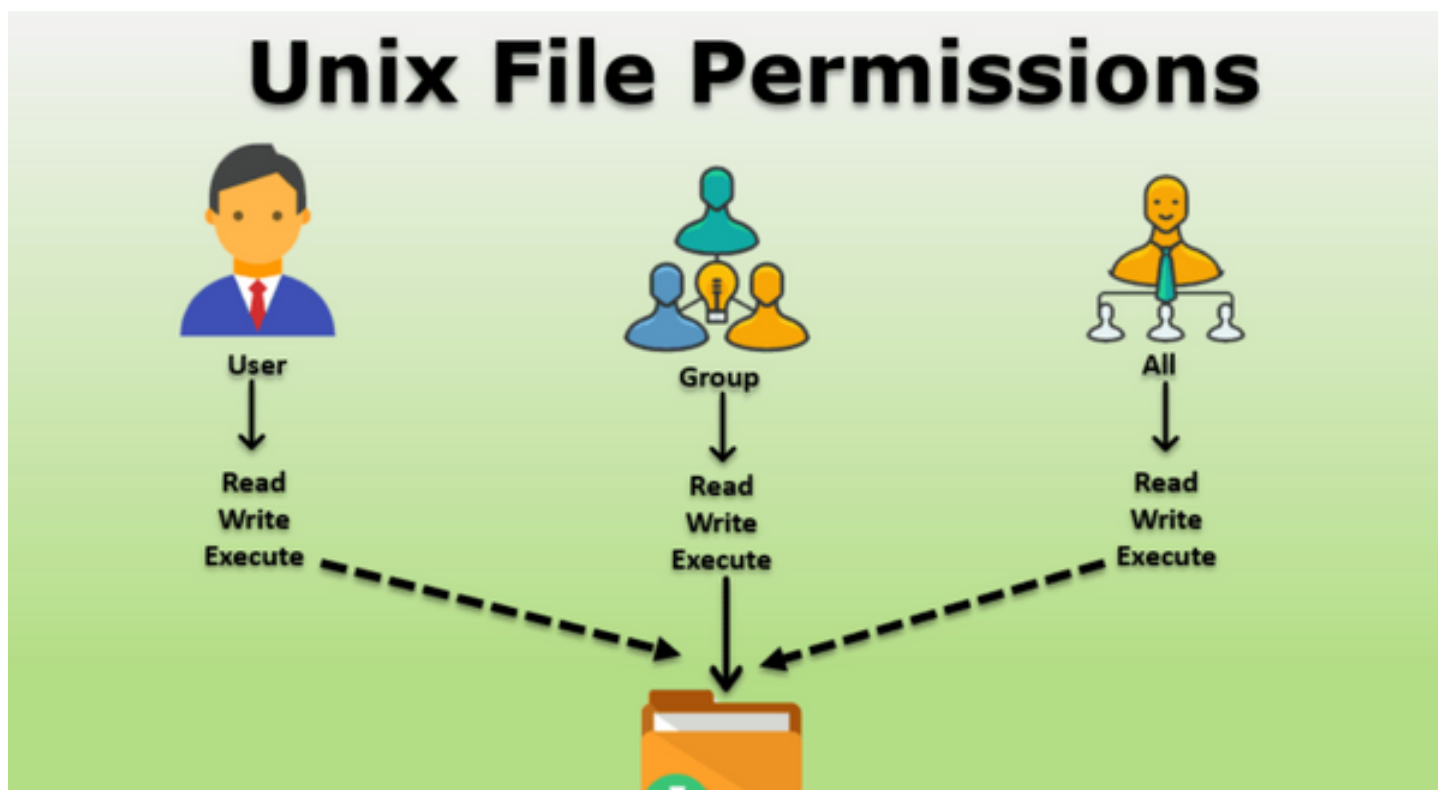 Unix File Permissions
User
Group
All
Read
Write
Execute
Read
Write
Execute
Read
Write
Execute